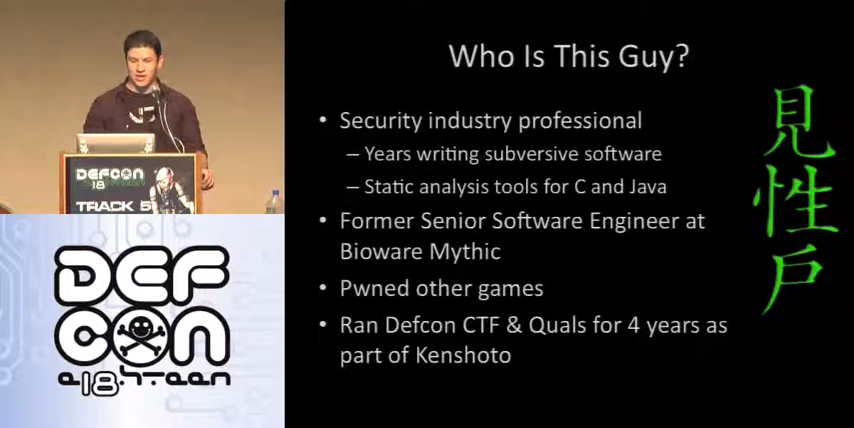 DEFCON
18
TRACK 5
DEF
CON
e18hteen
Who Is This Guy?
• Security industry professional
– Years writing subversive software
– Static analysis tools for C and Java
• Former Senior Software Engineer at
Bioware Mythic
• Pwned other games
• Ran Defcon CTF & Quals for 4 years as
part of Kenshoto
見
性
戶